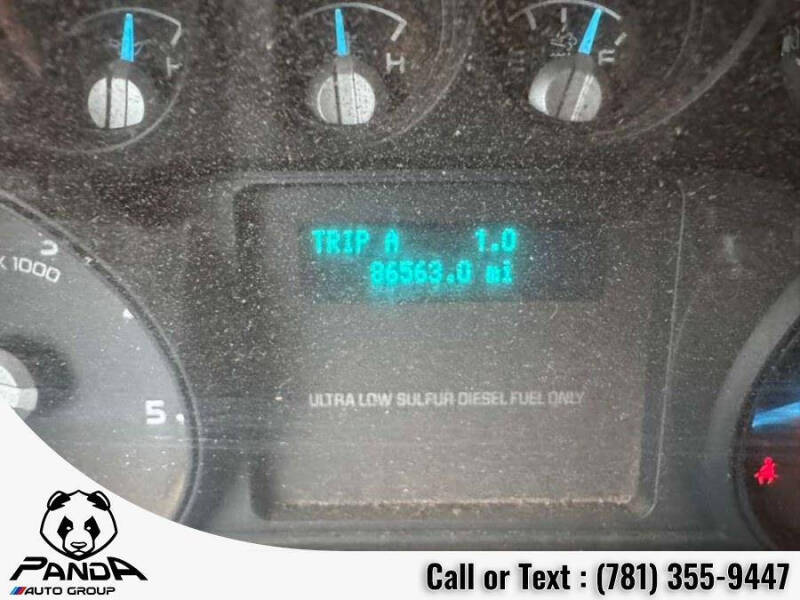 H
H
E F
TRIP A 1.0
86563.0 mi
X 1000
5
ULTRA LOW SULFUR DIESEL FUEL ONLY
PANDA
AUTO GROUP
Call or Text : (781) 355-9447